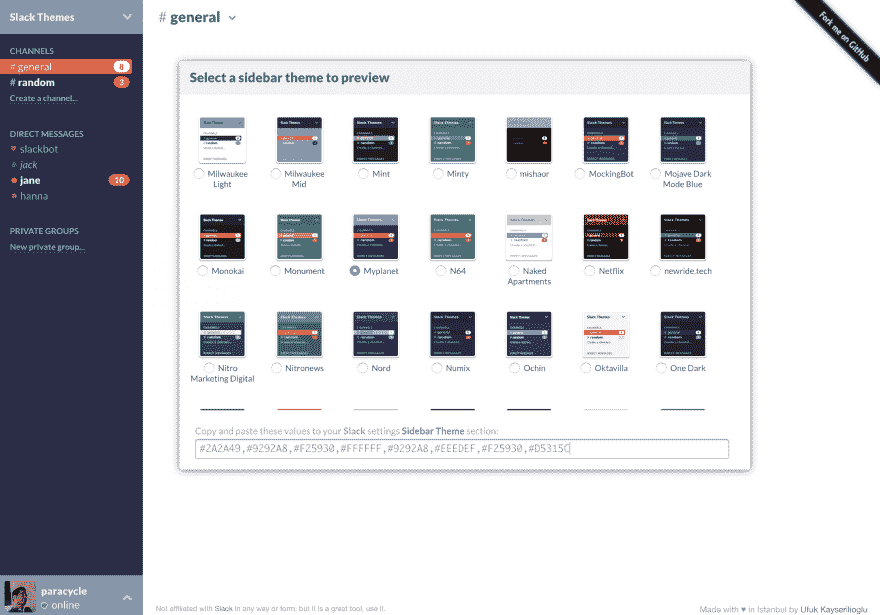 Slack Themes
# general
Fork me on GitHub
CHANNELS
# general 8
# random 3
Create a channel...
DIRECT MESSAGES
slackbot
jack
jane 10
hanna
PRIVATE GROUPS
New private group...
Select a sidebar theme to preview
Milwaukee Light
Milwaukee Mid
Mint
Minty
mishaor
MockingBot
Mojave Dark Mode Blue
Monokai
Monument
Myplanet
N64
Naked Apartments
Netflix
newride.tech
Nitro Marketing Digital
Nitronews
Nord
Numix
Ochin
Oktavilla
One Dark
Copy and paste these values to your Slack settings Sidebar Theme section:
#2A2A49,#9292A8,#F25930,#FFFFFF,#9292A8,#EEEDEF,#F25930,#D5315C
paracycle
online
Not affiliated with Slack in any way or form; but it is a great tool, use it.
Made with ♥ in Istanbul by Ufuk Kayserilioglu